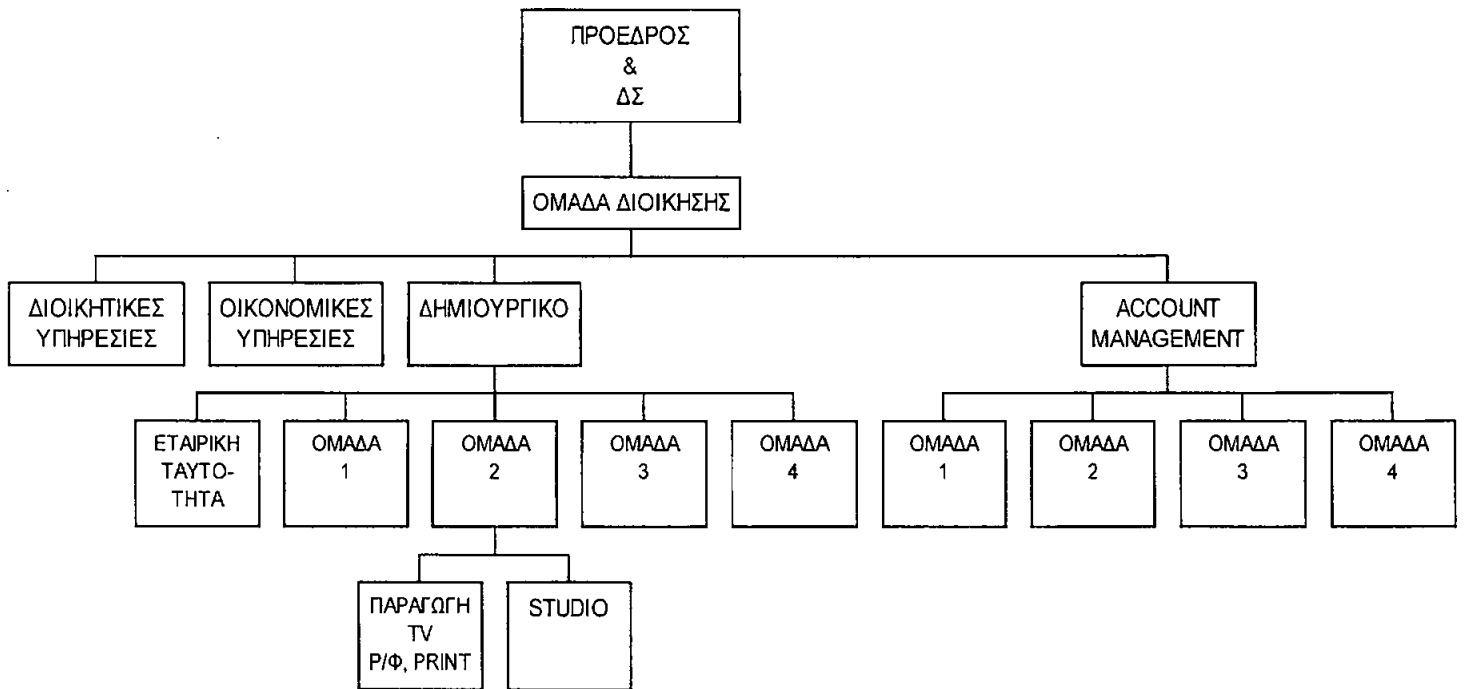 ΠΡΟΕΔΡΟΣ
&
ΔΣ
ΟΜΑΔΑ ΔΙΟΙΚΗΣΗΣ
ΔΙΟΙΚΗΤΙΚΕΣ
ΥΠΗΡΕΣΙΕΣ
ΟΙΚΟΝΟΜΙΚΕΣ
ΥΠΗΡΕΣΙΕΣ
ΔΗΜΙΟΥΡΓΙΚΟ
ACCOUNT
MANAGEMENT
ΕΤΑΙΡΙΚΗ
ΤΑΥΤΟ-
ΤΗΤΑ
ΟΜΑΔΑ
1
ΟΜΑΔΑ
2
ΟΜΑΔΑ
3
ΟΜΑΔΑ
4
ΟΜΑΔΑ
1
ΟΜΑΔΑ
2
ΟΜΑΔΑ
3
ΟΜΑΔΑ
4
ΠΑΡΑΓΩΓΗ
TV
Ρ/Φ, PRINT
STUDIO